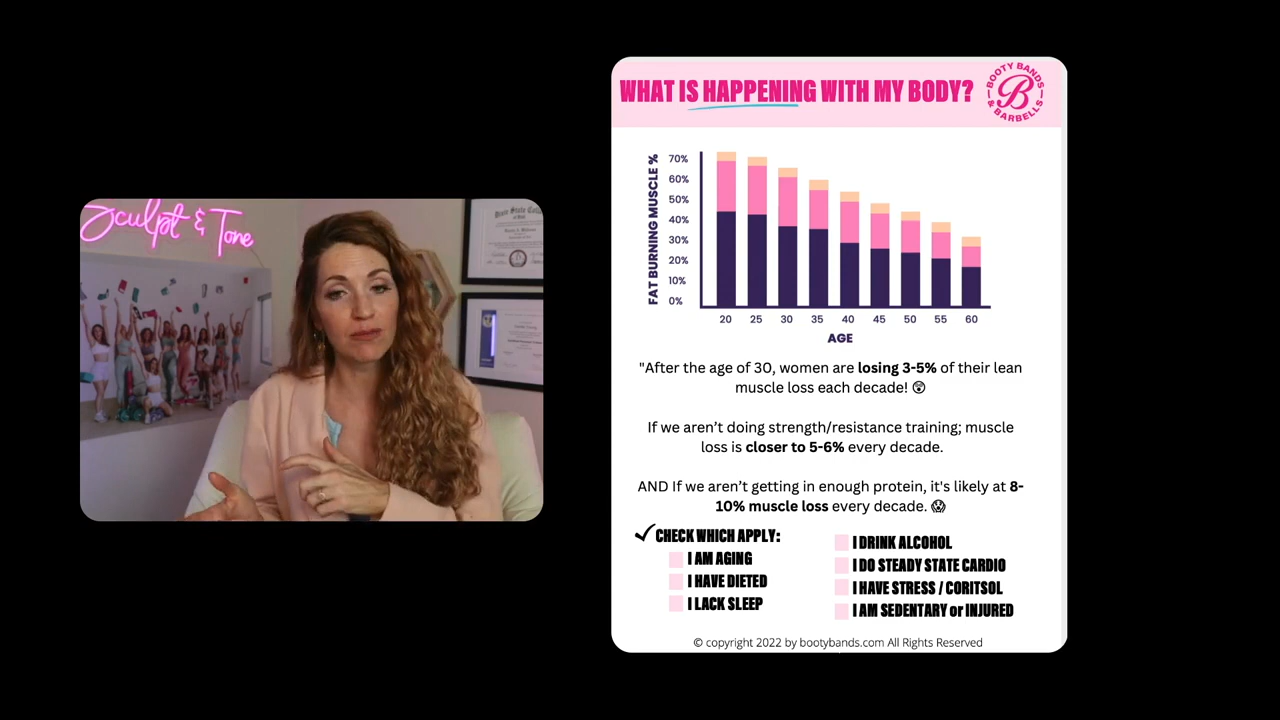 Sculpt & Tone
WHAT IS HAPPENING WITH MY BODY?
BOOTY BANDS
B
& BARBELLS
FAT BURNING MUSCLE %
70%
60%
50%
40%
30%
20%
10%
0%
20 25 30 35 40 45 50 55 60
AGE
"After the age of 30, women are losing 3-5% of their lean
muscle loss each decade! 😲
If we aren't doing strength/resistance training; muscle
loss is closer to 5-6% every decade.
AND If we aren't getting in enough protein, it's likely at 8-
10% muscle loss every decade. 😱
CHECK WHICH APPLY:
I AM AGING
I HAVE DIETED
I LACK SLEEP
I DRINK ALCOHOL
I DO STEADY STATE CARDIO
I HAVE STRESS / CORITSOL
I AM SEDENTARY or INJURED
© copyright 2022 by bootybands.com All Rights Reserved